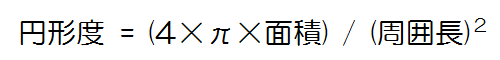 円形度 = (4×π×面積) / (周囲長)²